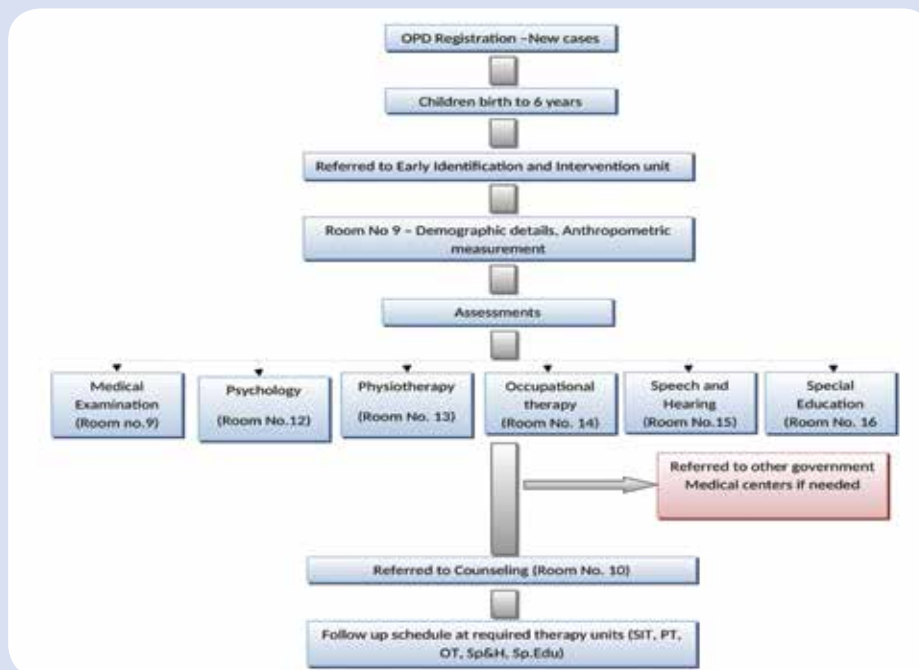 OPD Registration –New cases
Children birth to 6 years
Referred to Early Identification and Intervention unit
Room No 9 – Demographic details, Anthropometric
measurement
Assessments
Medical
Examination
(Room no.9)
Psychology
(Room No.12)
Physiotherapy
(Room No. 13)
Occupational
therapy
(Room No. 14)
Speech and
Hearing
(Room No.15)
Special
Education
(Room No. 16
Referred to other government
Medical centers if needed
Referred to Counseling (Room No. 10)
Follow up schedule at required therapy units (SIT, PT,
OT, Sp&H, Sp.Edu)